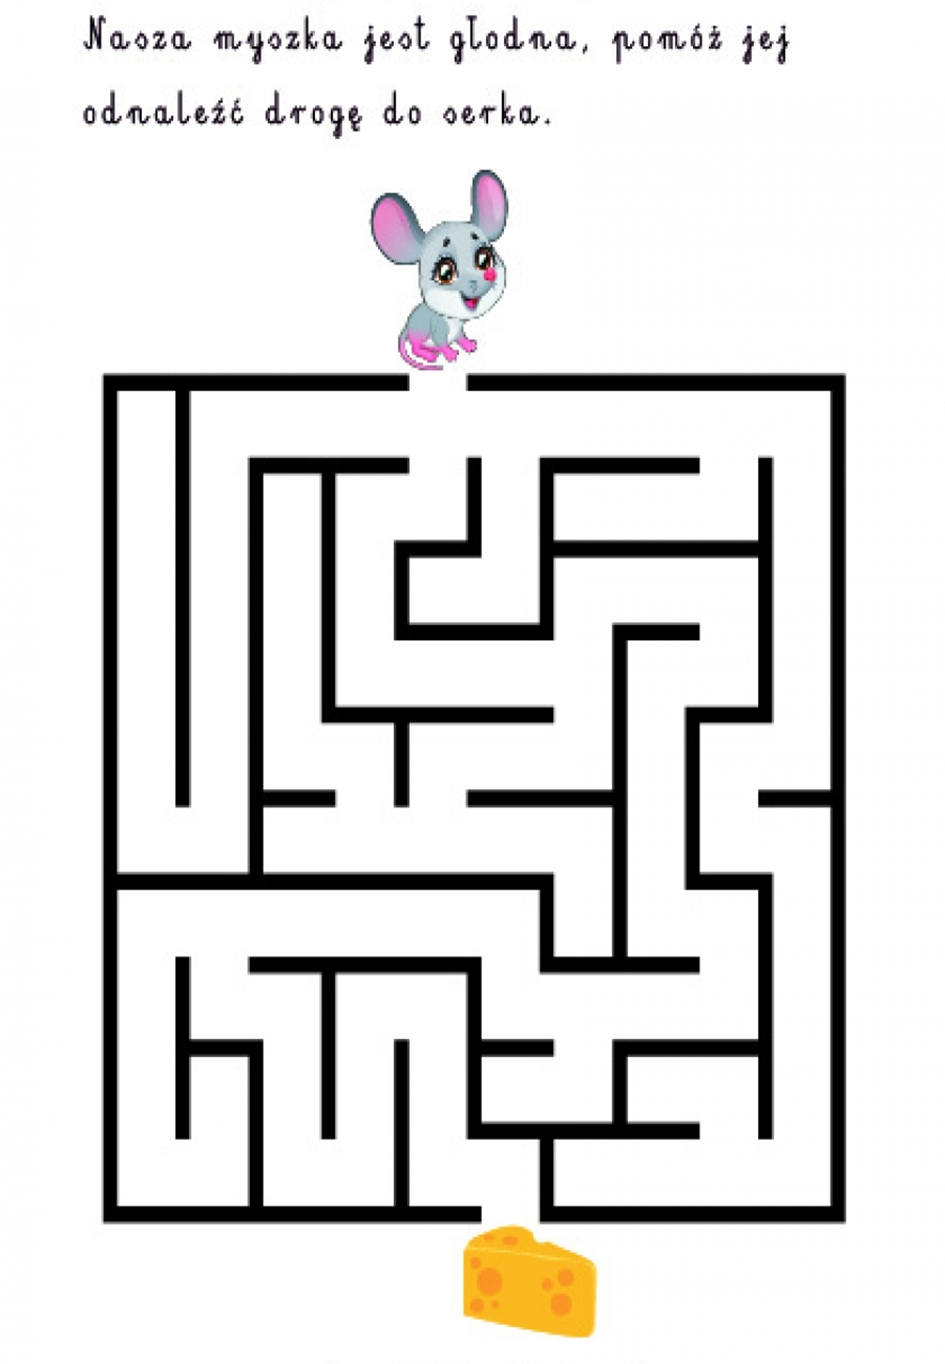 Nasza myszka jest głodna, pomóż jej
odnaleźć drogę do serka.